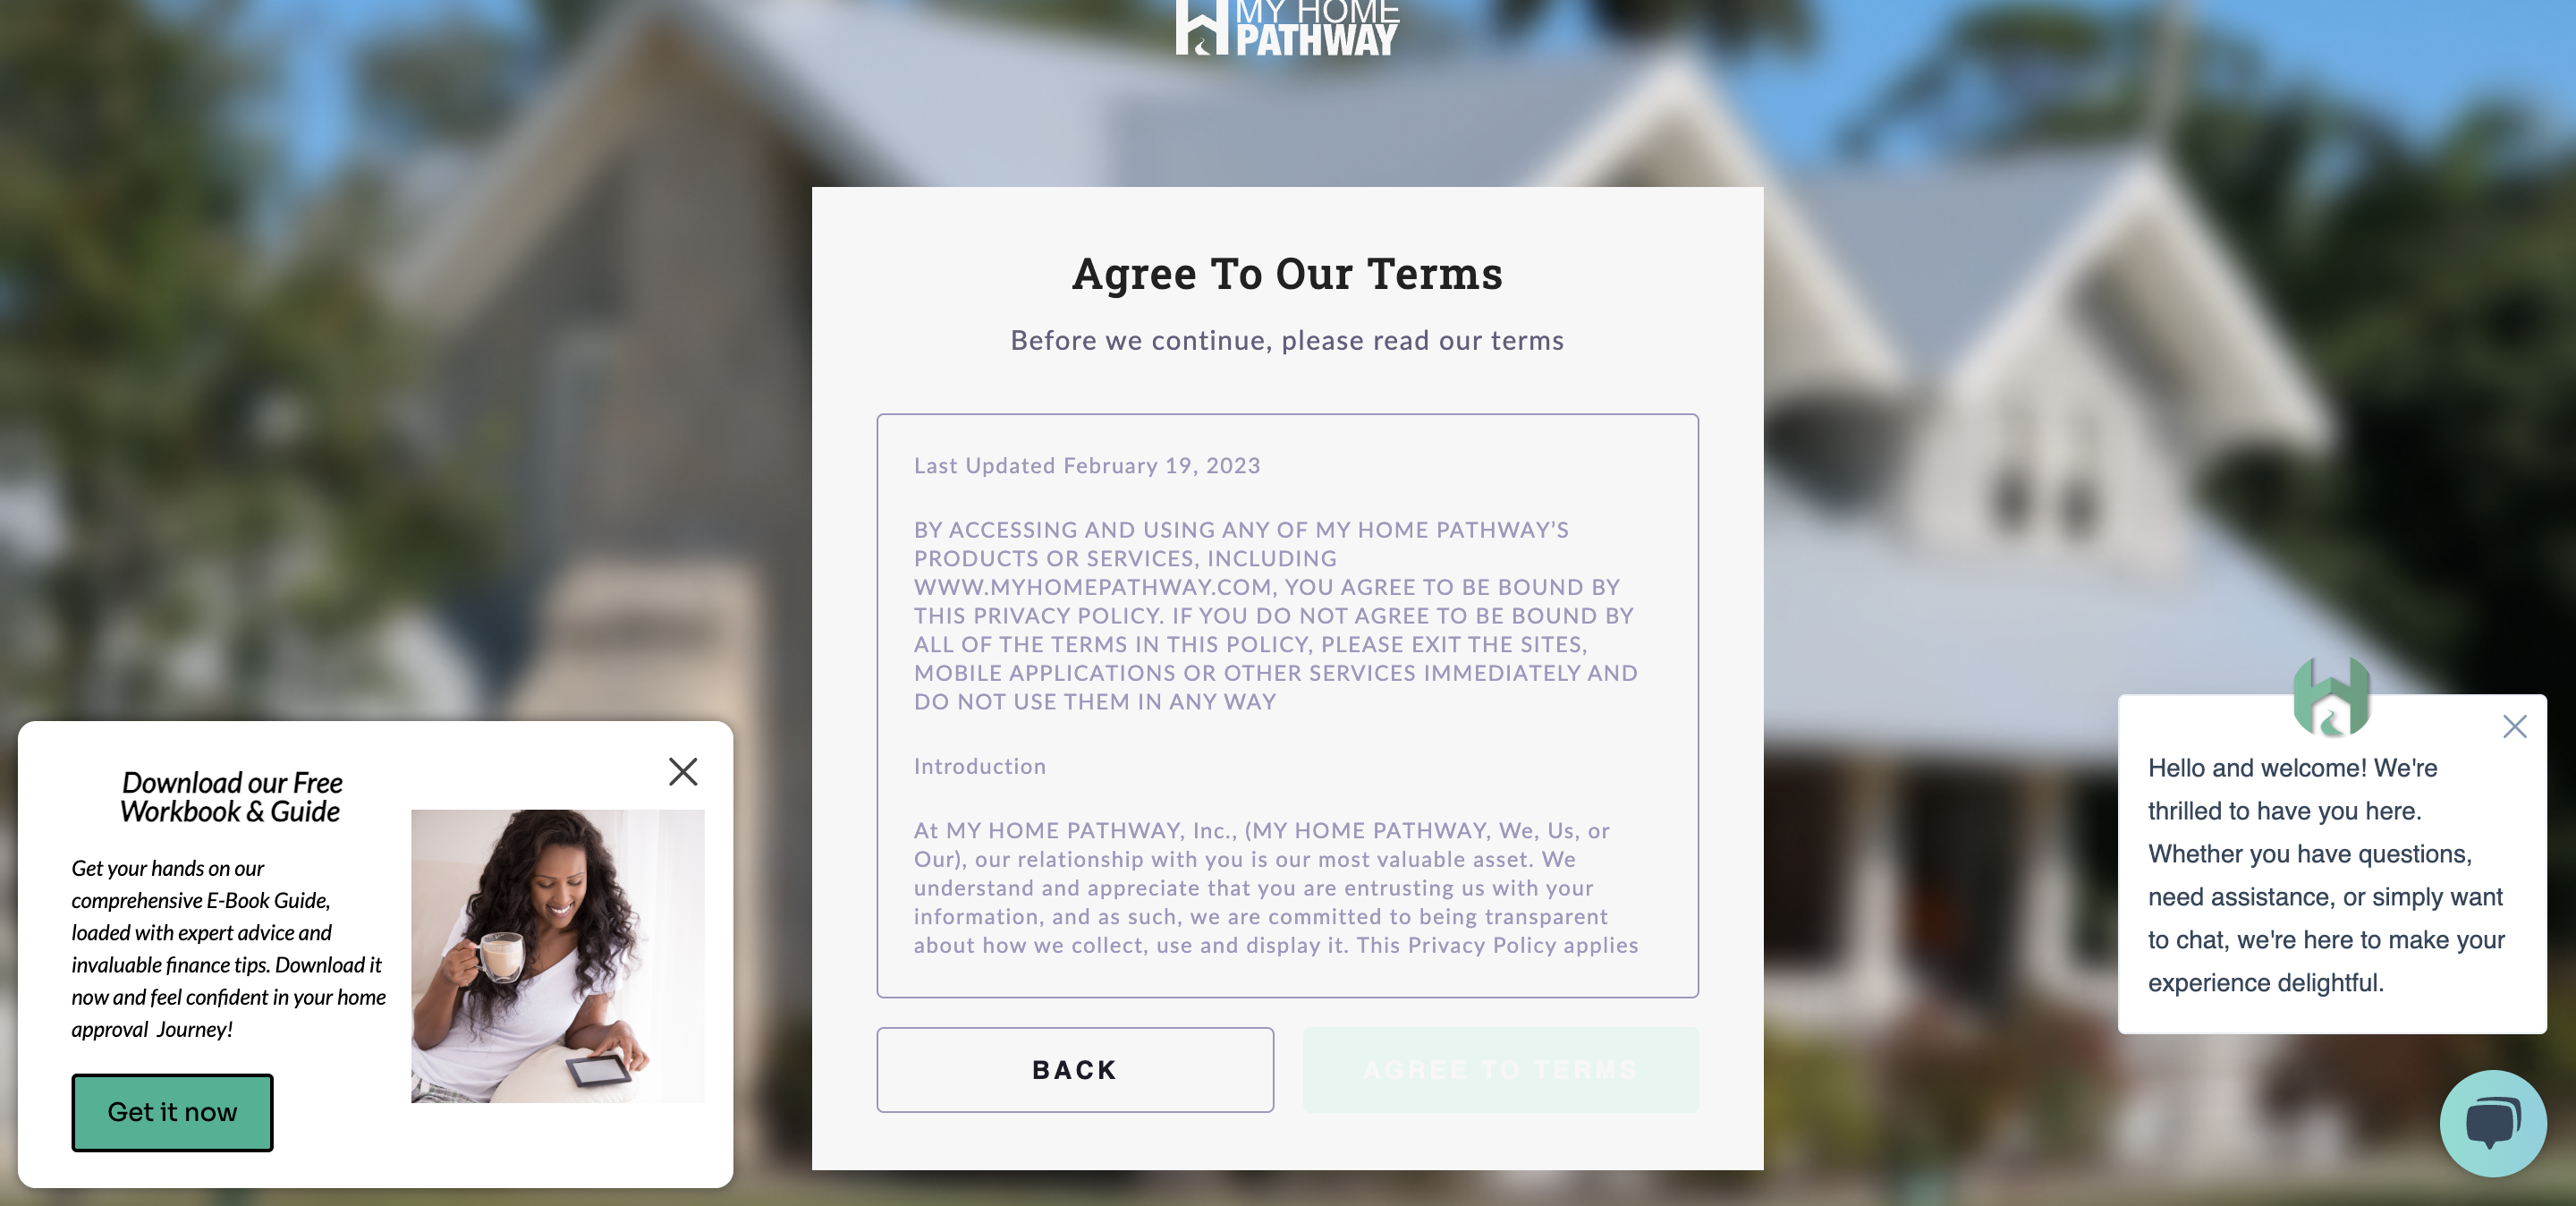 MY HOME
PATHWAY
Agree To Our Terms
Before we continue, please read our terms
Last Updated February 19, 2023
BY ACCESSING AND USING ANY OF MY HOME PATHWAY’S
PRODUCTS OR SERVICES, INCLUDING
WWW.MYHOMEPATHWAY.COM, YOU AGREE TO BE BOUND BY
THIS PRIVACY POLICY. IF YOU DO NOT AGREE TO BE BOUND BY
ALL OF THE TERMS IN THIS POLICY, PLEASE EXIT THE SITES,
MOBILE APPLICATIONS OR OTHER SERVICES IMMEDIATELY AND
DO NOT USE THEM IN ANY WAY
Introduction
At MY HOME PATHWAY, Inc., (MY HOME PATHWAY, We, Us, or
Our), our relationship with you is our most valuable asset. We
understand and appreciate that you are entrusting us with your
information, and as such, we are committed to being transparent
about how we collect, use and display it. This Privacy Policy applies
BACK
AGREE TO TERMS
Download our Free
Workbook & Guide
Get your hands on our
comprehensive E-Book Guide,
loaded with expert advice and
invaluable finance tips. Download it
now and feel confident in your home
approval Journey!
Get it now
Hello and welcome! We're
thrilled to have you here.
Whether you have questions,
need assistance, or simply want
to chat, we're here to make your
experience delightful.